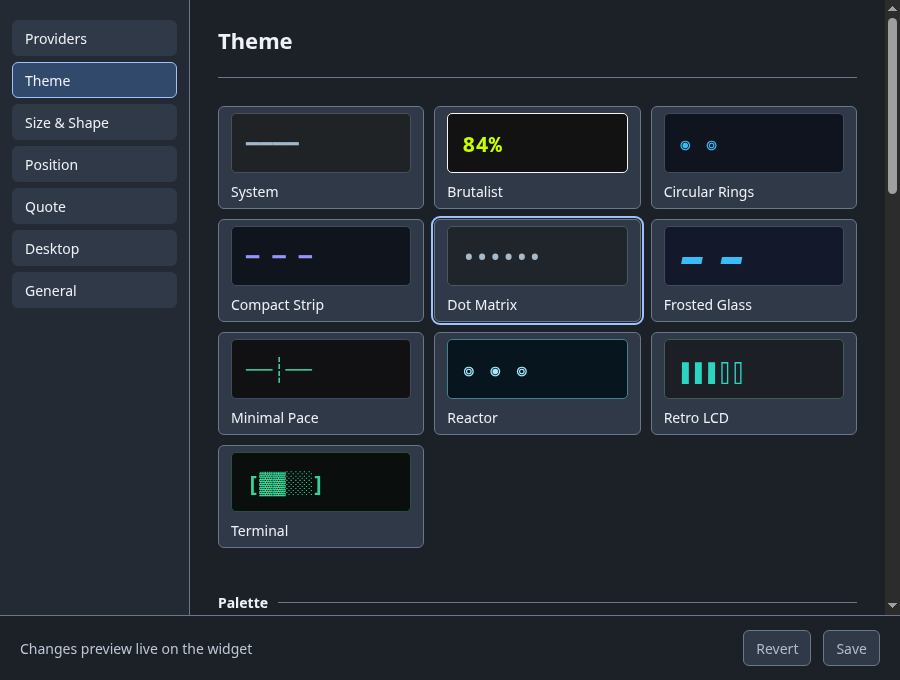 Providers
Theme
Size & Shape
Position
Quote
Desktop
General
Theme
System
84%
Brutalist
Circular Rings
Compact Strip
Dot Matrix
Frosted Glass
Minimal Pace
Reactor
Retro LCD
[▓▓░░]
Terminal
Palette
Changes preview live on the widget
Revert
Save